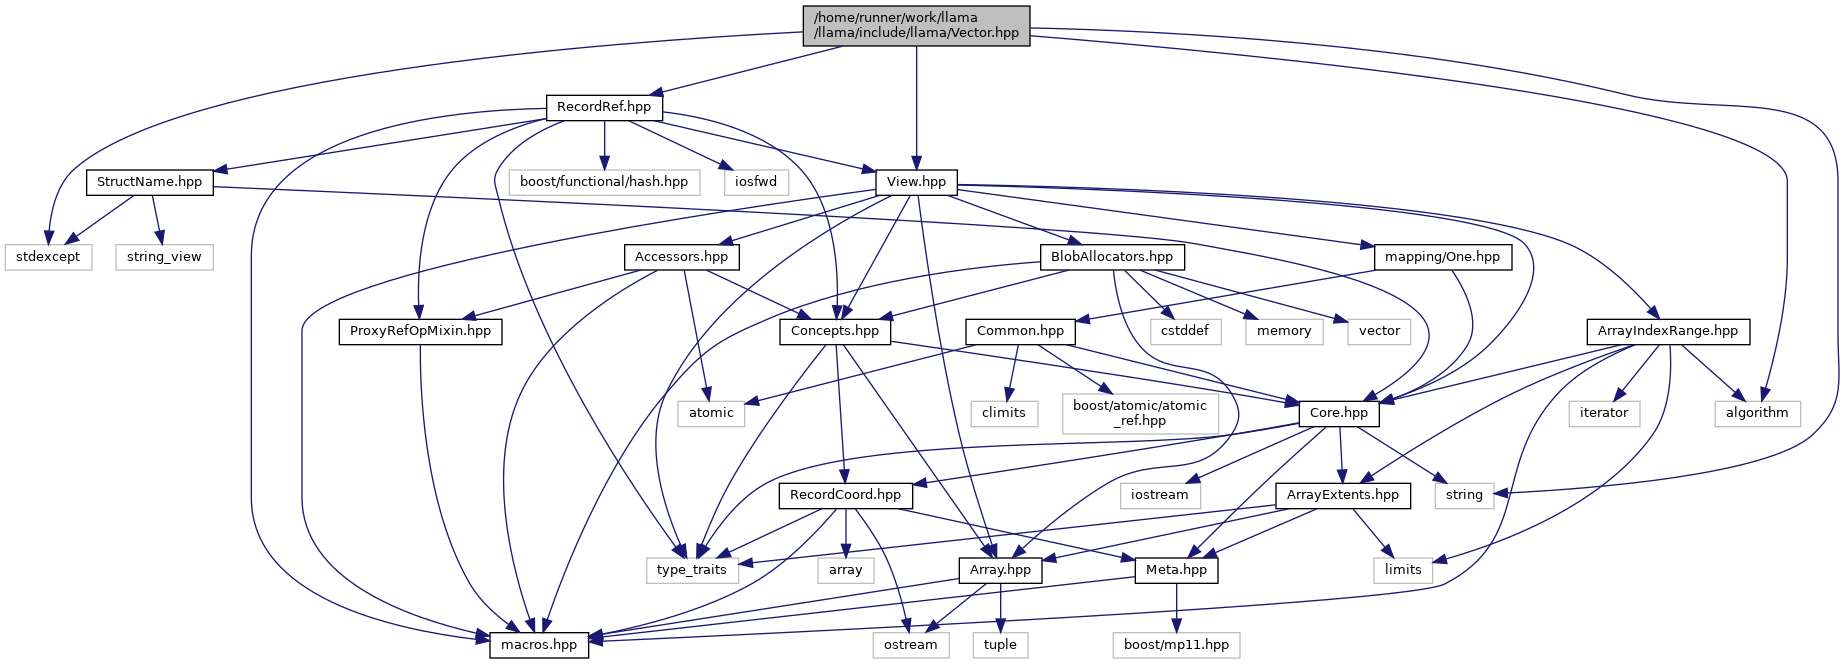 /home/runner/work/llama
/llama/include/llama/Vector.hpp
RecordRef.hpp
StructName.hpp
boost/functional/hash.hpp
iosfwd
View.hpp
stdexcept
string_view
Accessors.hpp
BlobAllocators.hpp
mapping/One.hpp
ProxyRefOpMixin.hpp
Concepts.hpp
Common.hpp
cstddef
memory
vector
ArrayIndexRange.hpp
atomic
climits
boost/atomic/atomic
_ref.hpp
Core.hpp
iterator
algorithm
RecordCoord.hpp
iostream
ArrayExtents.hpp
string
type_traits
array
Array.hpp
Meta.hpp
limits
macros.hpp
ostream
tuple
boost/mp11.hpp